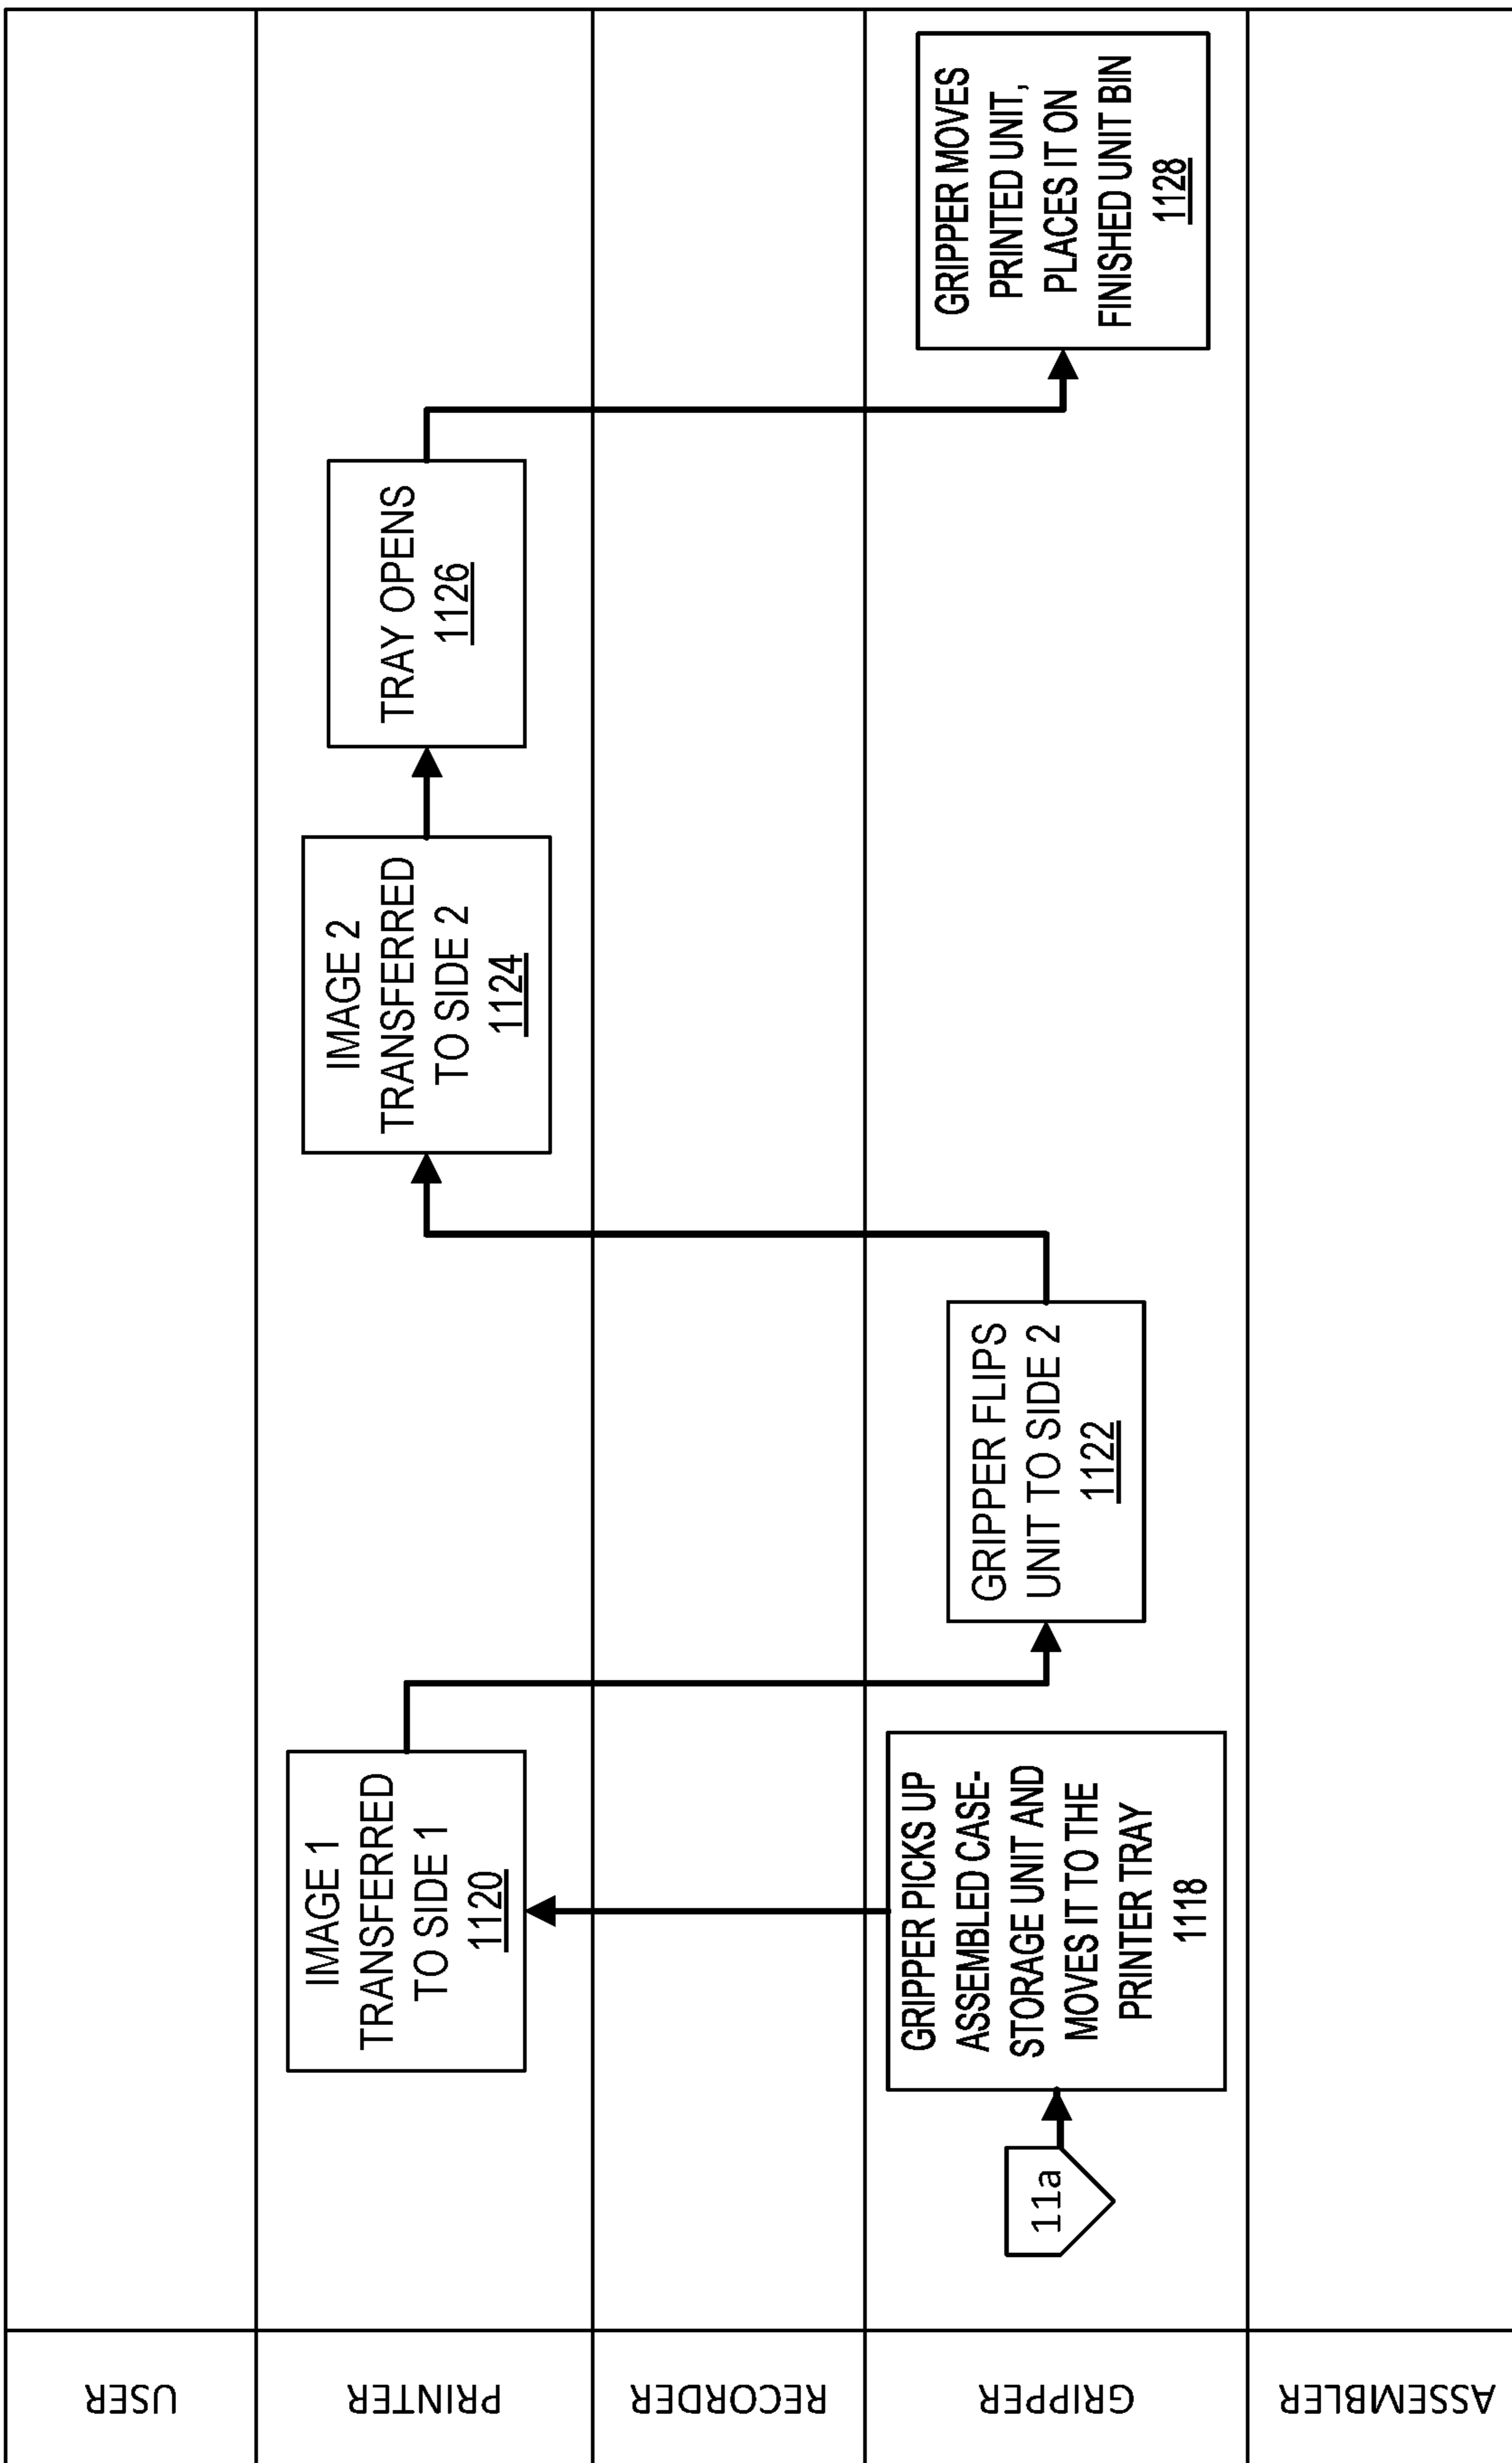 USER
PRINTER
RECORDER
GRIPPER
ASSEMBLER
11a
GRIPPER PICKS UP
ASSEMBLED CASE-
STORAGE UNIT AND
MOVES IT TO THE
PRINTER TRAY
1118
IMAGE 1
TRANSFERRED
TO SIDE 1
1120
GRIPPER FLIPS
UNIT TO SIDE 2
1122
IMAGE 2
TRANSFERRED
TO SIDE 2
1124
TRAY OPENS
1126
GRIPPER MOVES
PRINTED UNIT,
PLACES IT ON
FINISHED UNIT BIN
1128